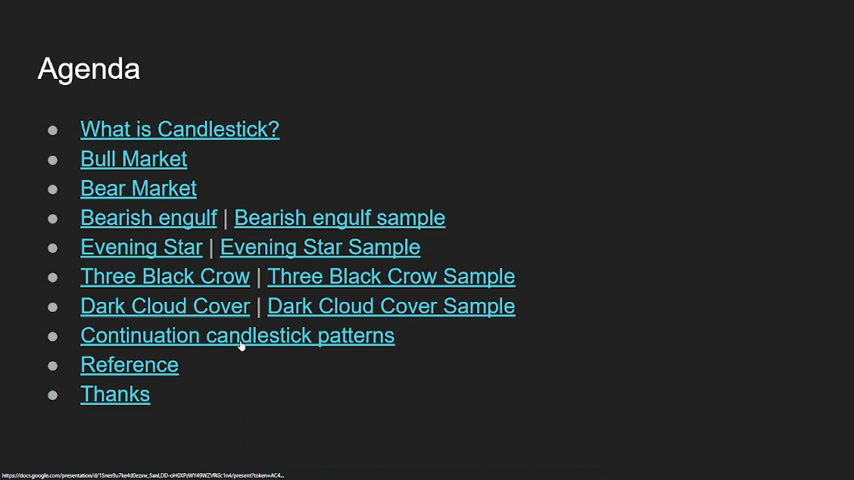 Agenda
● What is Candlestick?
● Bull Market
● Bear Market
● Bearish engulf | Bearish engulf sample
● Evening Star | Evening Star Sample
● Three Black Crow | Three Black Crow Sample
● Dark Cloud Cover | Dark Cloud Cover Sample
● Continuation candlestick patterns
● Reference
● Thanks